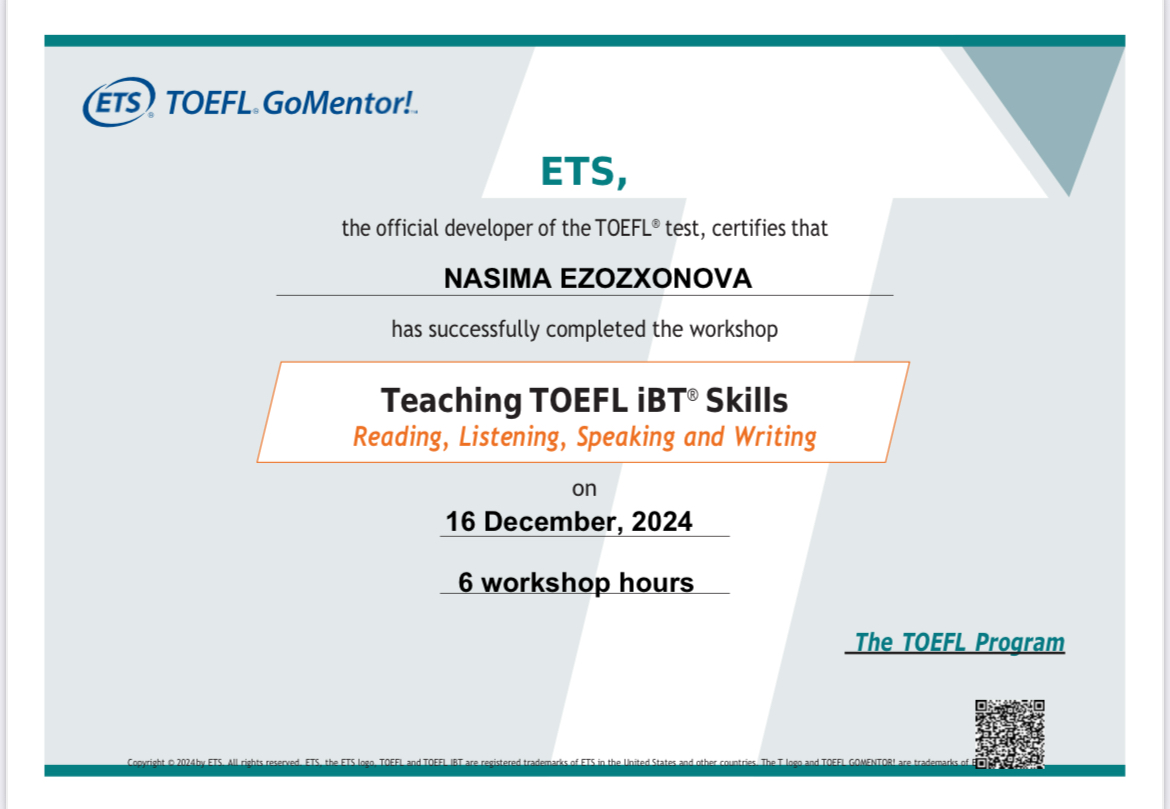 ETS® TOEFL® GoMentor!™
ETS,
the official developer of the TOEFL® test, certifies that
NASIMA EZOZXONOVA
has successfully completed the workshop
Teaching TOEFL iBT® Skills
Reading, Listening, Speaking and Writing
on
16 December, 2024
6 workshop hours
The TOEFL Program
Copyright © 2024by ETS. All rights reserved. ETS, the ETS logo, TOEFL and TOEFL IBT are registered trademarks of ETS in the United States and other countries. The T logo and TOEFL GOMENTOR! are trademarks of